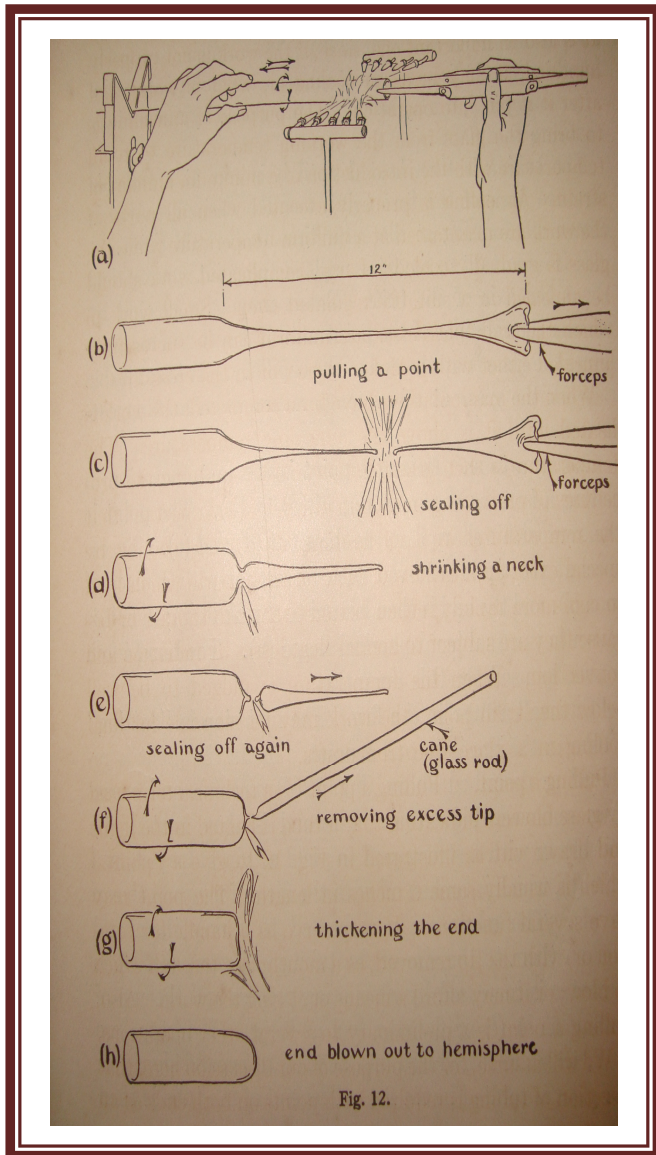 (a)
12"
(b)
pulling a point
forceps
(c)
forceps
sealing off
(d)
shrinking a neck
(e)
sealing off again
cane
(glass rod)
(f)
removing excess tip
(g)
thickening the end
(h)
end blown out to hemisphere
Fig. 12.